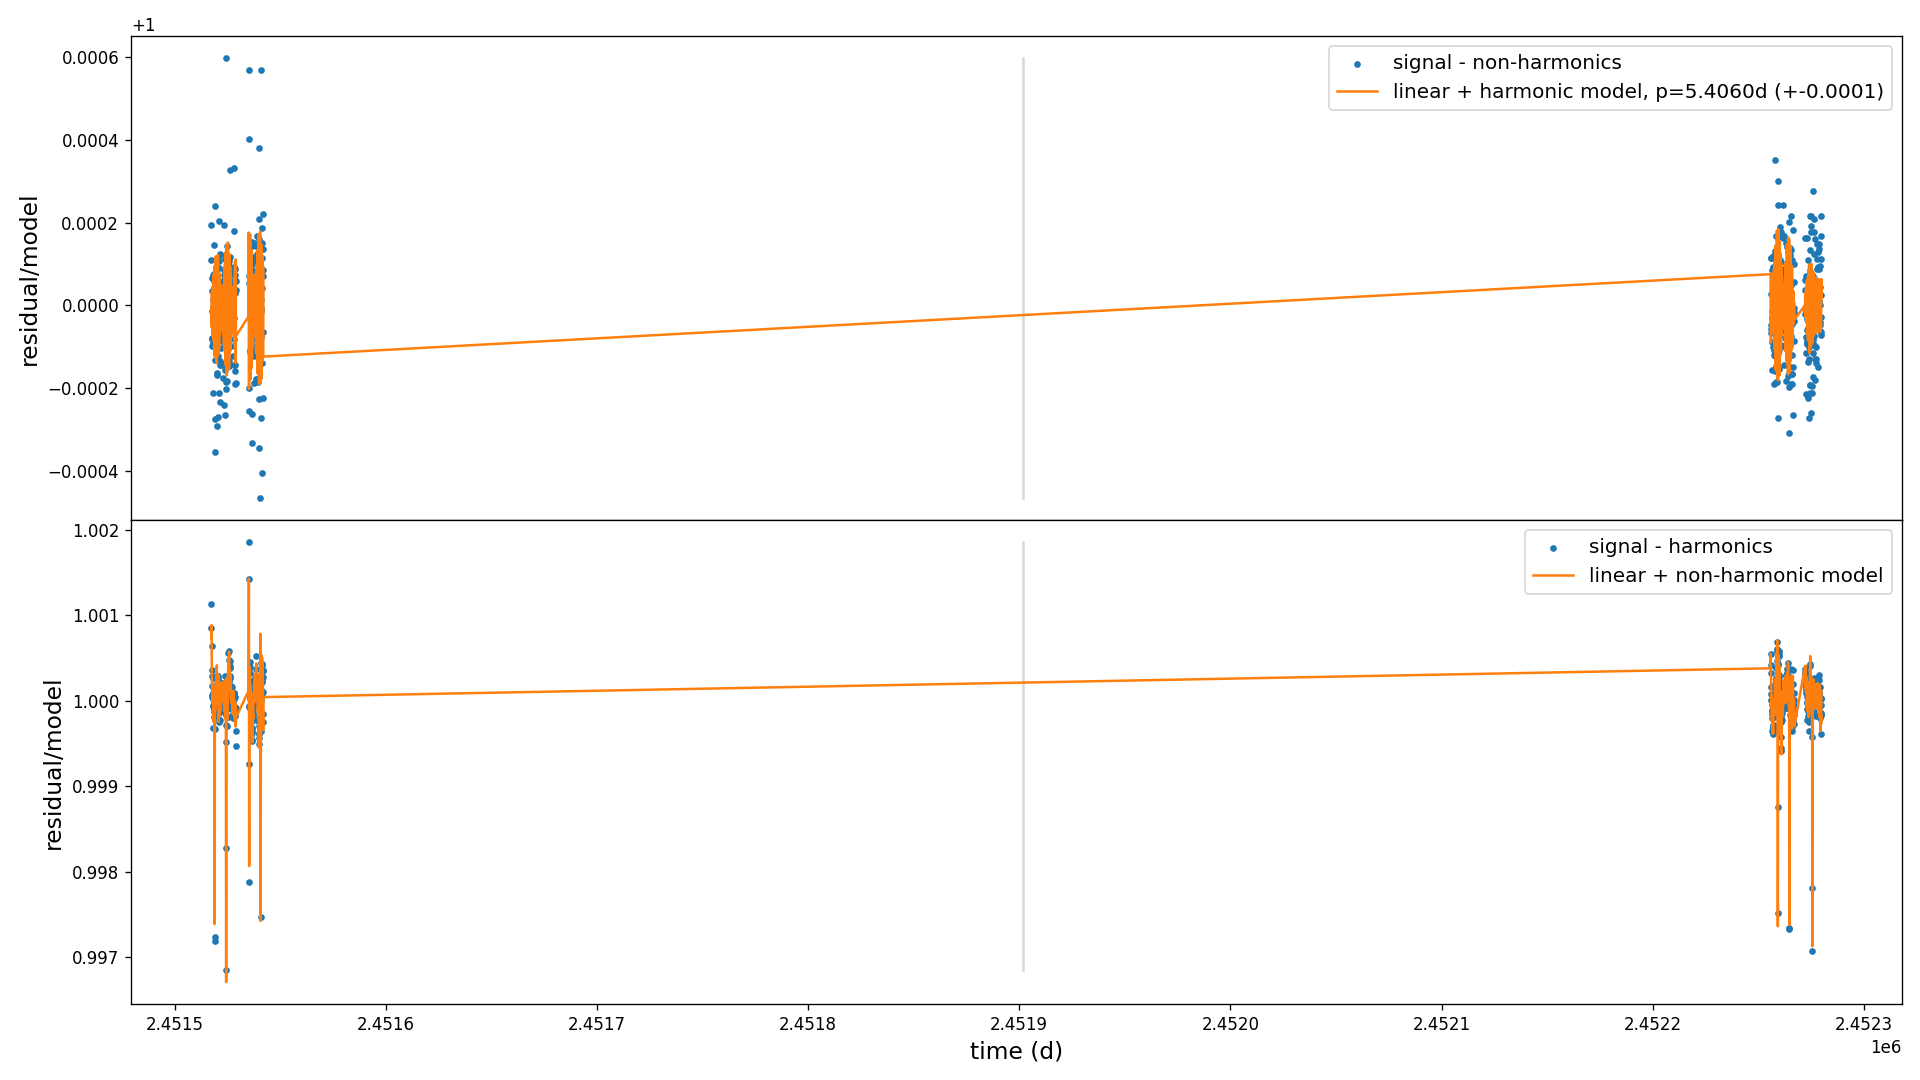 +1
signal - non-harmonics
linear + harmonic model, p=5.4060d (+-0.0001)
residual/model
0.0006
0.0004
0.0002
0.0000
−0.0002
−0.0004
signal - harmonics
linear + non-harmonic model
residual/model
1.002
1.001
1.000
0.999
0.998
0.997
2.4515
2.4516
2.4517
2.4518
2.4519
2.4520
2.4521
2.4522
2.4523
1e6
time (d)